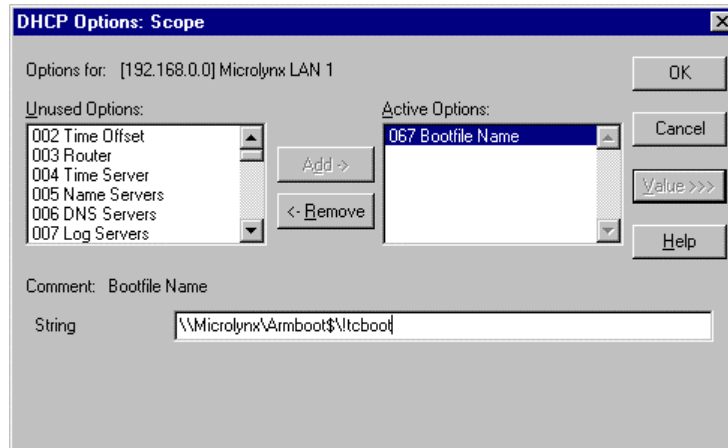 DHCP Options: Scope
Options for: [192.168.0.0] Microlynx LAN 1
OK
Unused Options:
Active Options:
002 Time Offset
003 Router
004 Time Server
005 Name Servers
006 DNS Servers
007 Log Servers
Add ->
<- Remove
067 Bootfile Name
Cancel
Value >>>
Help
Comment: Bootfile Name
String
\\Microlynx\Armboot$\!tcboot